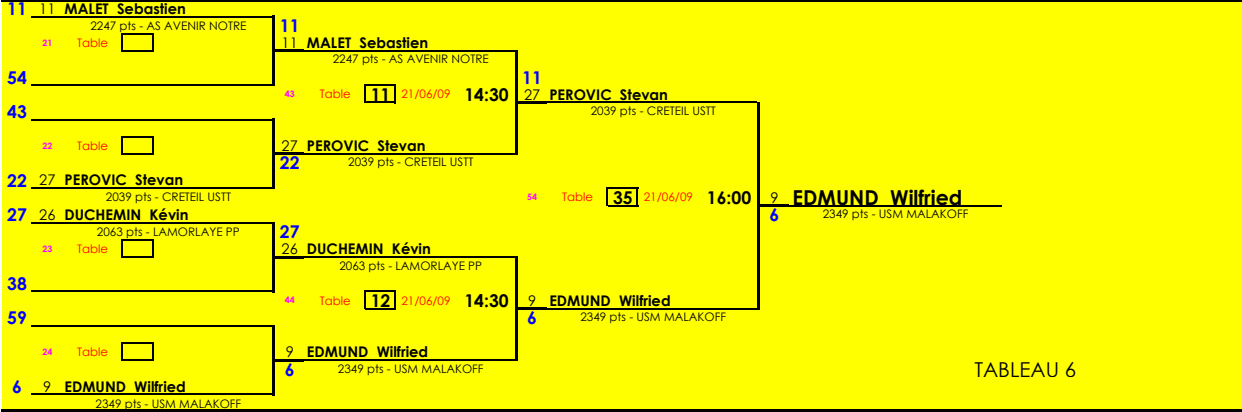 11 11 MALET Sebastien
2247 pts - AS AVENIR NOTRE
21 Table
54
43
22 Table
22 27 PEROVIC Stevan
2039 pts - CRETEIL USTT
27 26 DUCHEMIN Kévin
2063 pts - LAMORLAYE PP
23 Table
38
59
24 Table
6 9 EDMUND Wilfried
2349 pts - USM MALAKOFF
11
11 MALET Sebastien
2247 pts - AS AVENIR NOTRE
43 Table 11 21/06/09 14:30
27 PEROVIC Stevan
22 2039 pts - CRETEIL USTT
27
26 DUCHEMIN Kévin
2063 pts - LAMORLAYE PP
44 Table 12 21/06/09 14:30
9 EDMUND Wilfried
6 2349 pts - USM MALAKOFF
11
27 PEROVIC Stevan
2039 pts - CRETEIL USTT
54 Table 35 21/06/09 16:00
9 EDMUND Wilfried
6 2349 pts - USM MALAKOFF
9 EDMUND Wilfried
6 2349 pts - USM MALAKOFF
TABLEAU 6